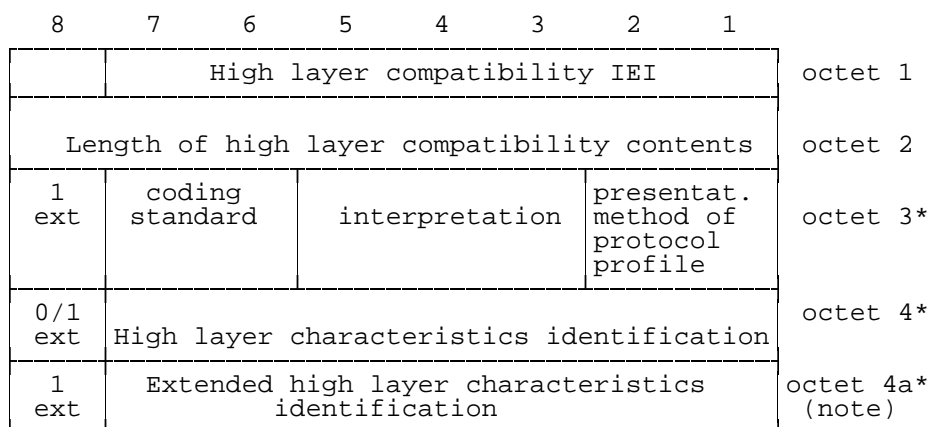 8 7 6 5 4 3 2 1
High layer compatibility IEI octet 1
Length of high layer compatibility contents octet 2
1 coding presentat.
ext standard interpretation method of octet 3*
protocol
profile
0/1 octet 4*
ext High layer characteristics identification
1 Extended high layer characteristics octet 4a*
ext identification (note)